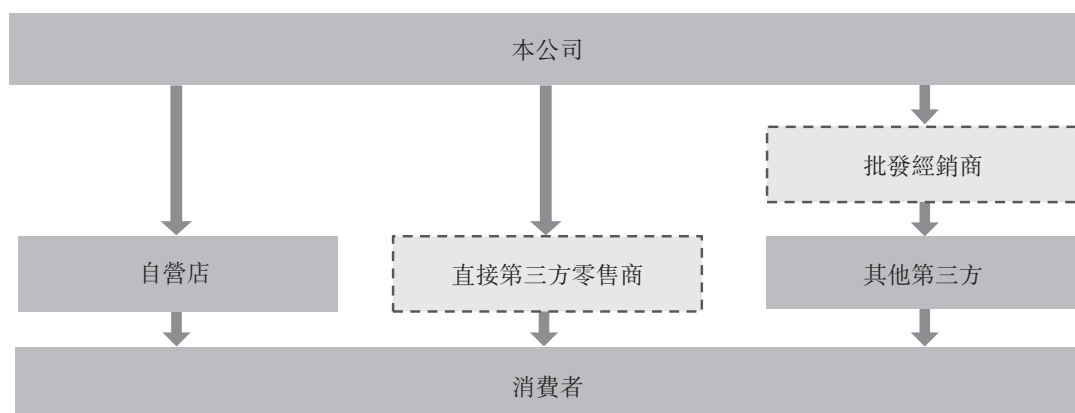 本公司
批發經銷商
自營店
直接第三方零售商
其他第三方
消費者